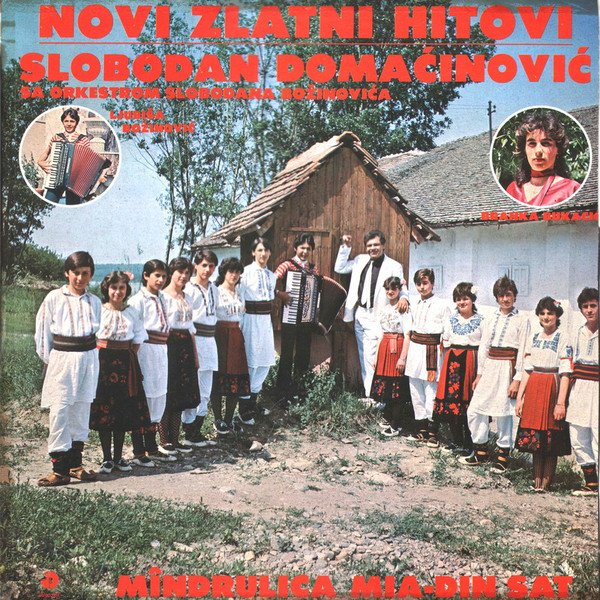 NOVI ZLATNI HITOVI
SLOBODAN DOMAĆINOVIĆ
SA ORKESTROM SLOBODANA BOŽINOVIĆA
LJUBIŠA
BOŽINOVIĆ
MÎNDRULICA MIA-DIN SAT